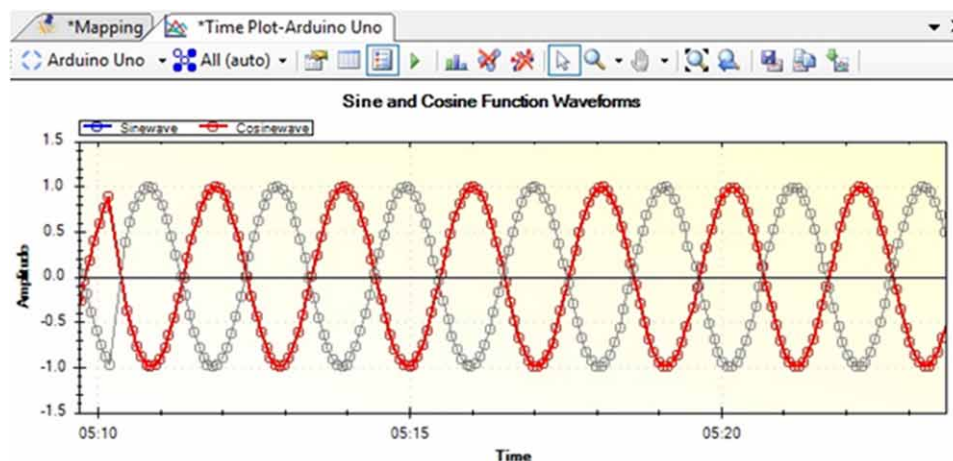 *Mapping *Time Plot-Arduino Uno
Arduino Uno All (auto)
Sine and Cosine Function Waveforms
Sinewave Cosinewave
1.5
1.0
0.5
0.0
-0.5
-1.0
-1.5
Amplitude
05:10 05:15 05:20
Time